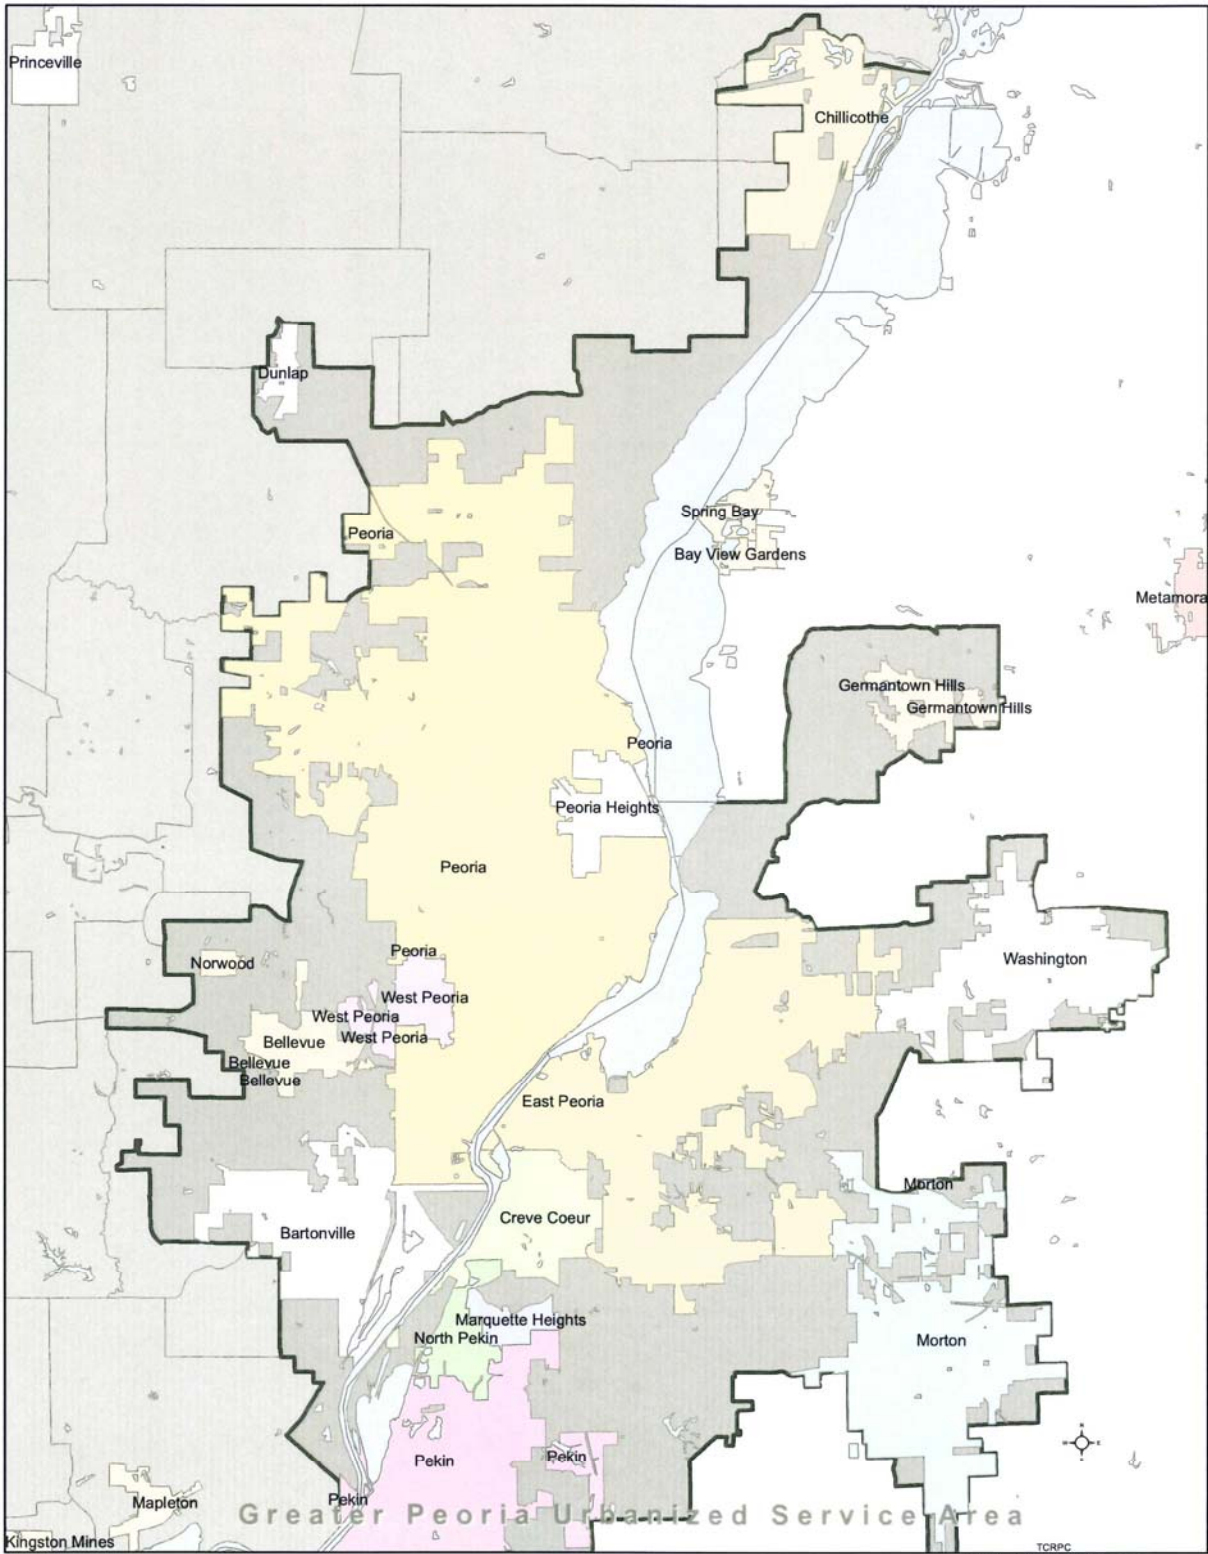 Princeville
Chillicothe
Dunlap
Spring Bay
Peoria
Bay View Gardens
Metamora
Germantown Hills
Germantown Hills
Peoria
Peoria Heights
Peoria
Peoria
Washington
Norwood
West Peoria
West Peoria
West Peoria
Bellevue
Bellevue
Bellevue
East Peoria
Morton
Creve Coeur
Bartonville
Marquette Heights
North Pekin
Morton
Pekin
Pekin
Pekin
Mapleton
Greater Peoria Urbanized Service Area
Kingston Mines
TCRPC